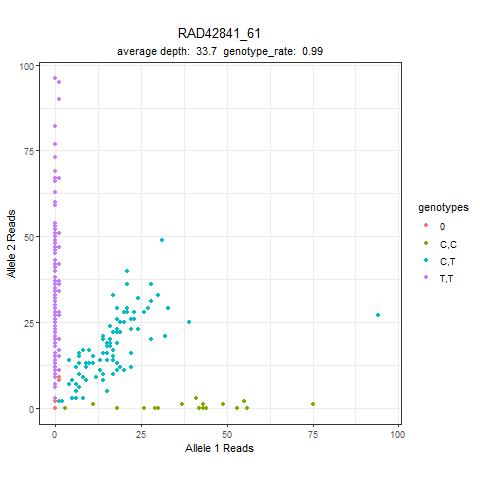 RAD42841_61
average depth:  33.7  genotype_rate:  0.99
100
75
50
25
0
Allele 2 Reads
0 25 50 75 100
Allele 1 Reads
genotypes
0
C,C
C,T
T,T